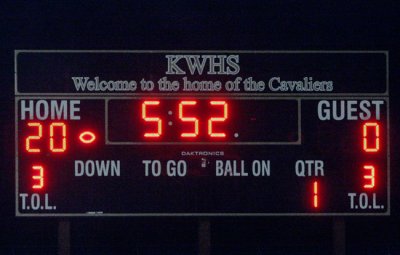 KWHS
Welcome to the home of the Cavaliers
HOME 5:52. GUEST
20 0
DAKTRONICS
3 DOWN TO GO BALL ON QTR 3
T.O.L. 1 T.O.L.